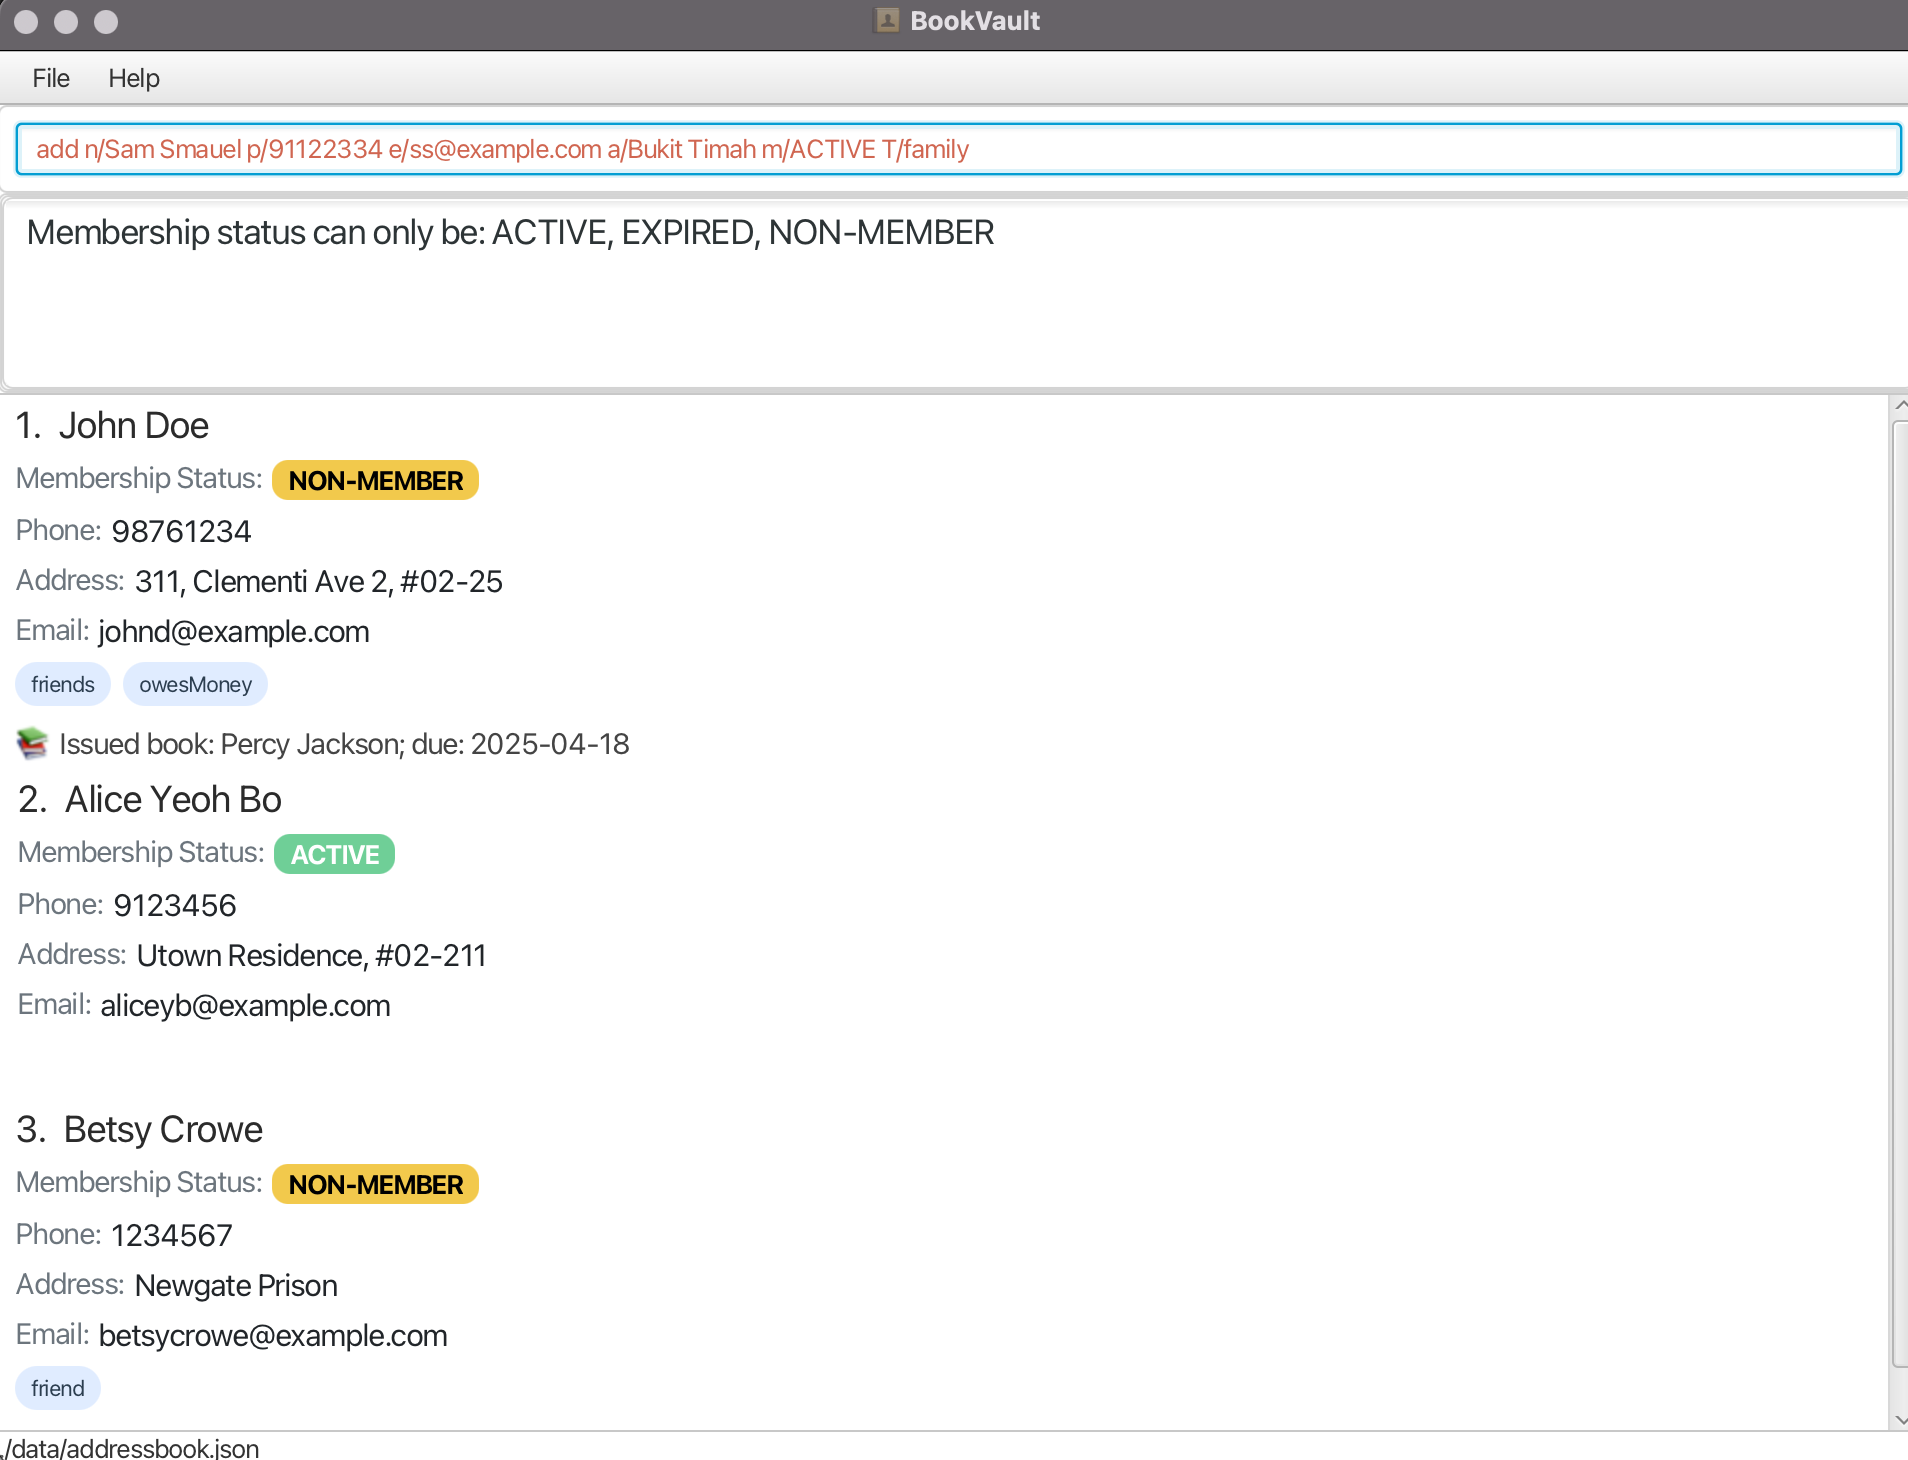 BookVault
File Help
add n/Sam Smauel p/91122334 e/ss@example.com a/Bukit Timah m/ACTIVE T/family
Membership status can only be: ACTIVE, EXPIRED, NON-MEMBER
1. John Doe
Membership Status: NON-MEMBER
Phone: 98761234
Address: 311, Clementi Ave 2, #02-25
Email: johnd@example.com
friends owesMoney
Issued book: Percy Jackson; due: 2025-04-18
2. Alice Yeoh Bo
Membership Status: ACTIVE
Phone: 9123456
Address: Utown Residence, #02-211
Email: aliceyb@example.com
3. Betsy Crowe
Membership Status: NON-MEMBER
Phone: 1234567
Address: Newgate Prison
Email: betsycrowe@example.com
friend
./data/addressbook.json